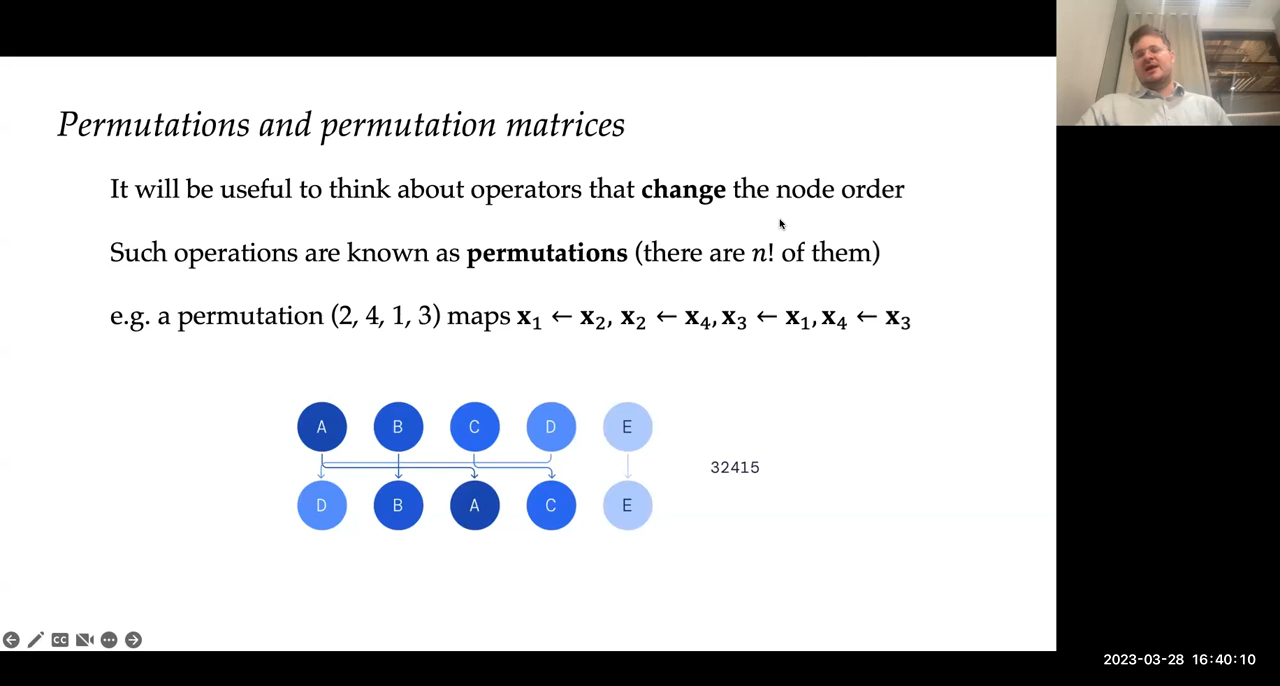 Permutations and permutation matrices
It will be useful to think about operators that change the node order
Such operations are known as permutations (there are n! of them)
e.g. a permutation (2, 4, 1, 3) maps x₁ ← x₂, x₂ ← x₄, x₃ ← x₁, x₄ ← x₃
A B C D E
32415
D B A C E
CC
2023-03-28 16:40:10